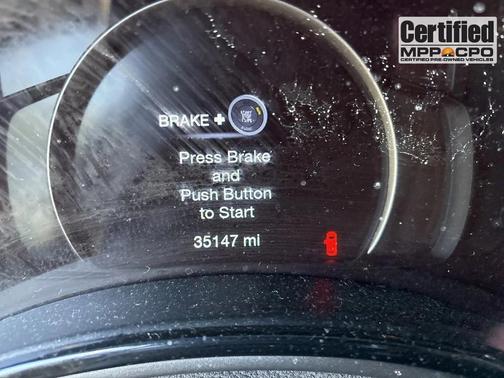 Certified
MPP CPO
CERTIFIED PRE-OWNED VEHICLES
BRAKE +
Press Brake
and
Push Button
to Start
35147 mi